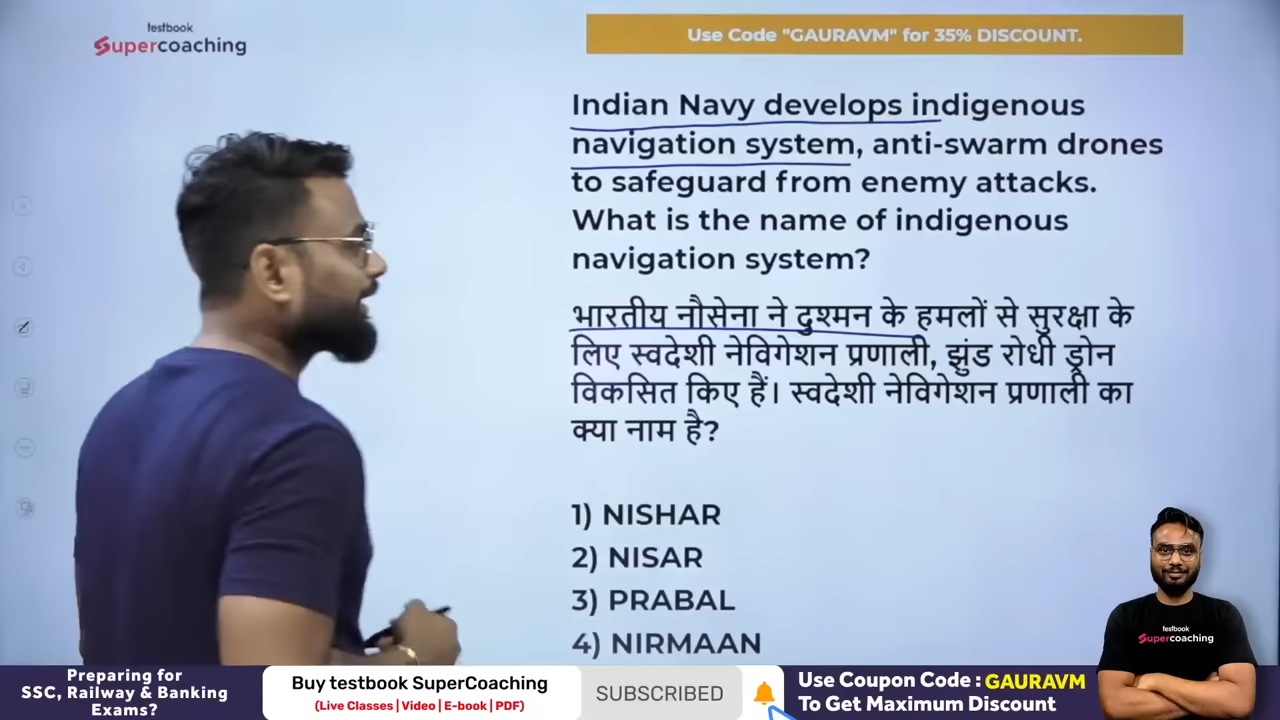 testbook
Supercoaching
Use Code "GAURAVM" for 35% DISCOUNT.
Indian Navy develops indigenous
navigation system, anti-swarm drones
to safeguard from enemy attacks.
What is the name of indigenous
navigation system?
भारतीय नौसेना ने दुश्मन के हमलों से सुरक्षा के
लिए स्वदेशी नेविगेशन प्रणाली, झुंड रोधी ड्रोन
विकसित किए हैं। स्वदेशी नेविगेशन प्रणाली का
क्या नाम है?
1) NISHAR
2) NISAR
3) PRABAL
4) NIRMAAN
testbook
Supercoaching
Preparing for
SSC, Railway & Banking
Exams?
Buy testbook SuperCoaching
(Live Classes | Video | E-book | PDF)
SUBSCRIBED
Use Coupon Code : GAURAVM
To Get Maximum Discount